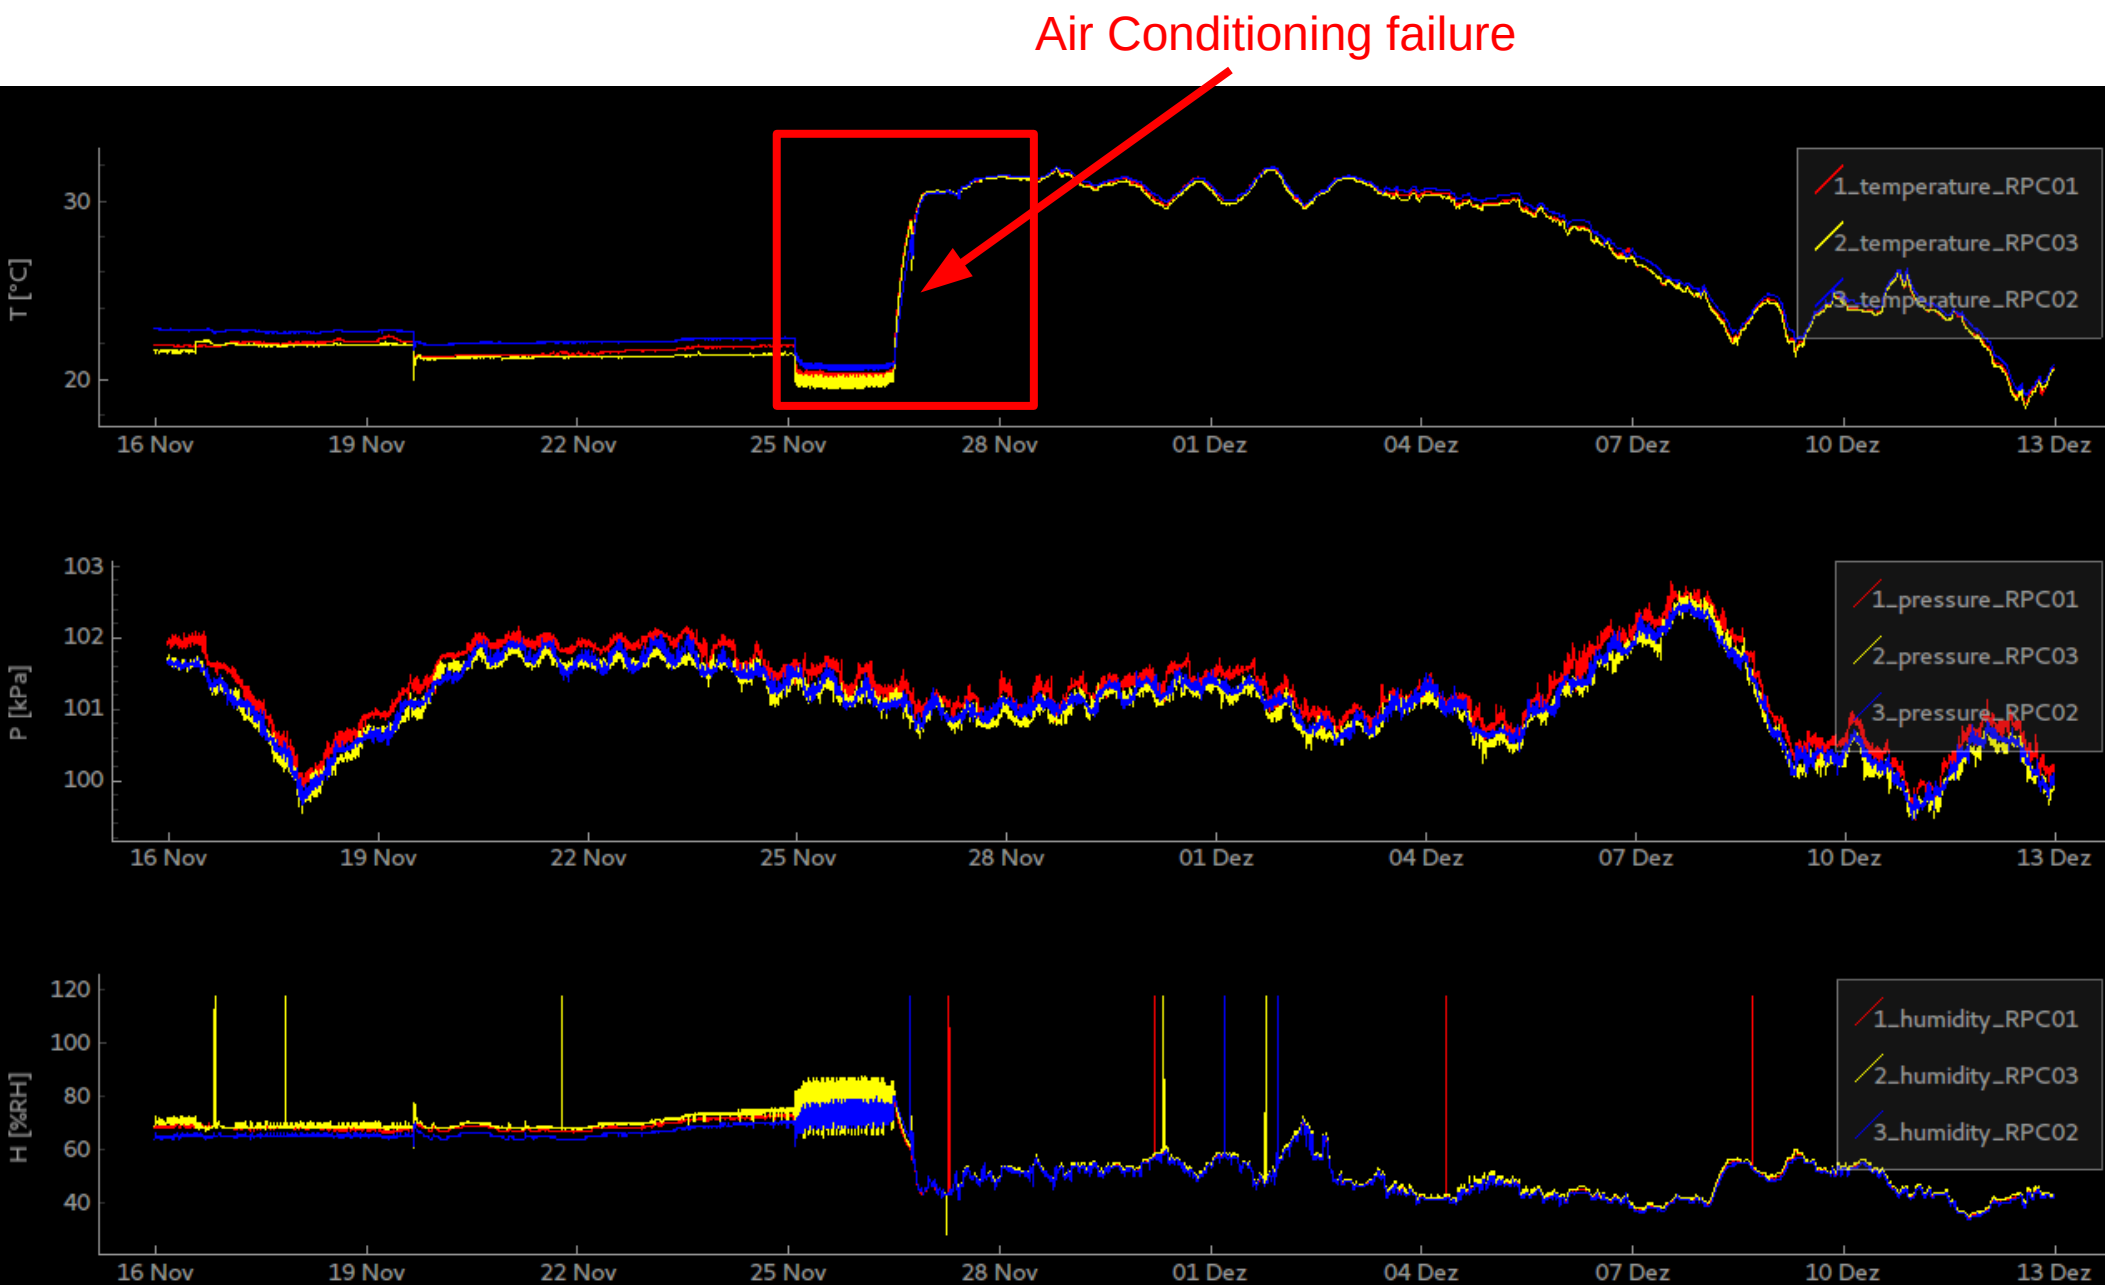 Air Conditioning failure
30
20
T [°C]
1_temperature_RPC01
2_temperature_RPC03
3_temperature_RPC02
16 Nov 19 Nov 22 Nov 25 Nov 28 Nov 01 Dez 04 Dez 07 Dez 10 Dez 13 Dez
103
102
101
100
P [kPa]
1_pressure_RPC01
2_pressure_RPC03
3_pressure_RPC02
16 Nov 19 Nov 22 Nov 25 Nov 28 Nov 01 Dez 04 Dez 07 Dez 10 Dez 13 Dez
120
100
80
60
40
H [%RH]
1_humidity_RPC01
2_humidity_RPC03
3_humidity_RPC02
16 Nov 19 Nov 22 Nov 25 Nov 28 Nov 01 Dez 04 Dez 07 Dez 10 Dez 13 Dez